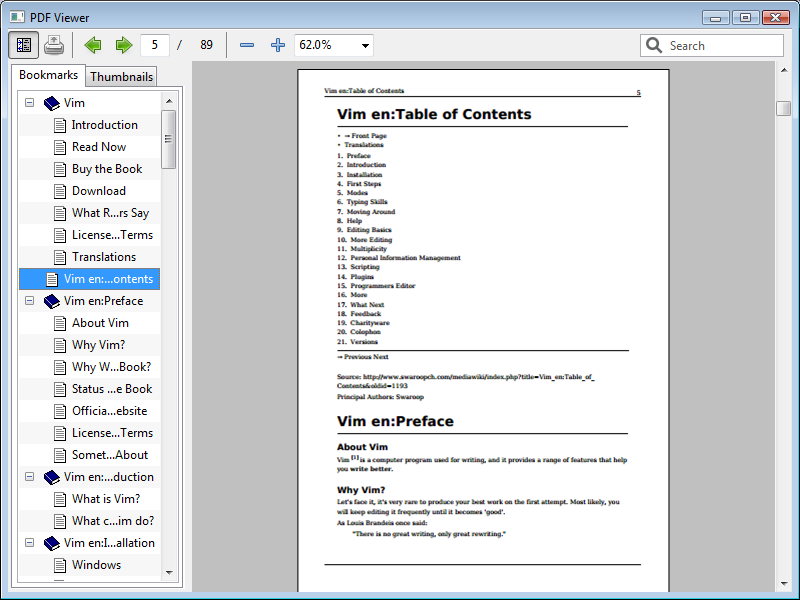 PDF Viewer
5 / 89 62.0% Search
Bookmarks Thumbnails
Vim
Introduction
Read Now
Buy the Book
Download
What R...rs Say
License...Terms
Translations
Vim en:...ontents
Vim en:Preface
About Vim
Why Vim?
Why W...Book?
Status ...e Book
Officia...ebsite
License...Terms
Somet...About
Vim en:...duction
What is Vim?
What c...im do?
Vim en:I...allation
Windows
Vim en:Table of Contents 5
Vim en:Table of Contents
• → Front Page
• Translations
1. Preface
2. Introduction
3. Installation
4. First Steps
5. Modes
6. Typing Skills
7. Moving Around
8. Help
9. Editing Basics
10. More Editing
11. Multiplicity
12. Personal Information Management
13. Scripting
14. Plugins
15. Programmers Editor
16. More
17. What Next
18. Feedback
19. Charityware
20. Colophon
21. Versions
→ Previous Next
Source: http://www.swaroopch.com/mediawiki/index.php?title=Vim_en:Table_of_
Contents&oldid=1193
Principal Authors: Swaroop
Vim en:Preface
About Vim
Vim [1] is a computer program used for writing, and it provides a range of features that help
you write better.
Why Vim?
Let's face it, it's very rare to produce your best work on the first attempt. Most likely, you
will keep editing it frequently until it becomes 'good'.
As Louis Brandeis once said:
"There is no great writing, only great rewriting."